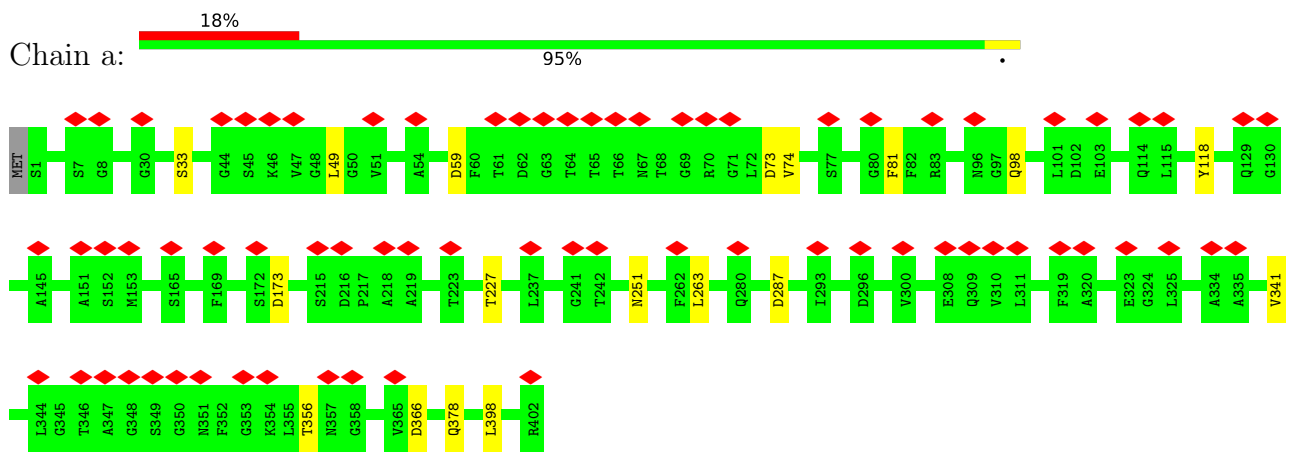 18%
Chain a:
95%
•
MET S1 S7 G8 G30 S33 G44 S45 K46 V47 G48 L49 G50 V51 A54 D59 F60 T61 D62 G63 T64 T65 T66 N67 T68 G69 R70 G71 L72 D73 V74 S77 G80 F81 F82 R83 N96 G97 Q98 L101 D102 E103 Q114 L115 Y118 Q129 G130
A145 A151 S152 M153 S165 F169 S172 D173 S215 D216 P217 A218 A219 T223 T227 L237 G241 T242 N251 F262 L263 Q280 D287 I293 D296 V300 E308 Q309 V310 L311 F319 A320 E323 G324 L325 A334 A335 V341
L344 G345 T346 A347 G348 S349 G350 N351 F352 G353 K354 L355 T356 N357 G358 V365 D366 Q378 L398 R402